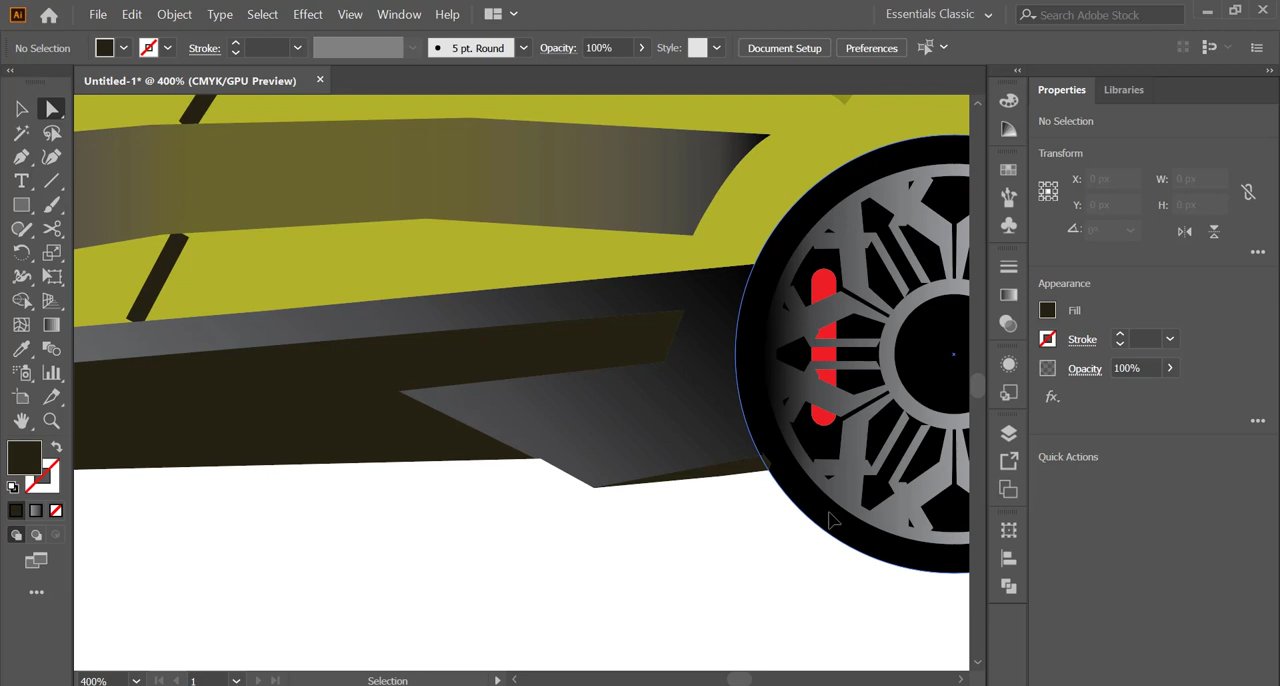 Ai File Edit Object Type Select Effect View Window Help Essentials Classic Search Adobe Stock
No Selection Stroke: 5 pt. Round Opacity: 100% Style: Document Setup Preferences
Untitled-1* @ 400% (CMYK/GPU Preview)
Properties Libraries
No Selection
Transform
X: 0 px W: 0 px
Y: 0 px H: 0 px
0°
Appearance
Fill
Stroke
Opacity 100%
fx.
Quick Actions
400% 1 Selection